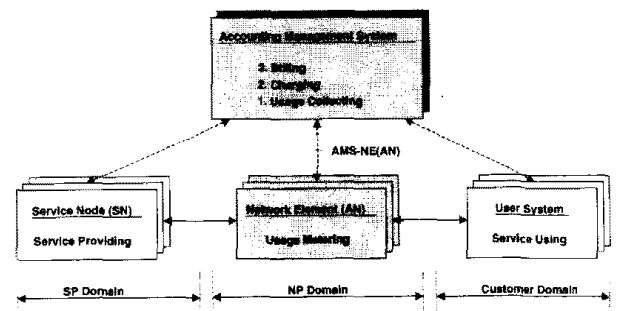 Accounting Management System
3. Billing
2. Charging
1. Usage Collecting
AMS-NE(AN)
Service Node (SN)
Service Providing
Network Element (AN)
Usage Metering
User System
Service Using
SP Domain
NP Domain
Customer Domain